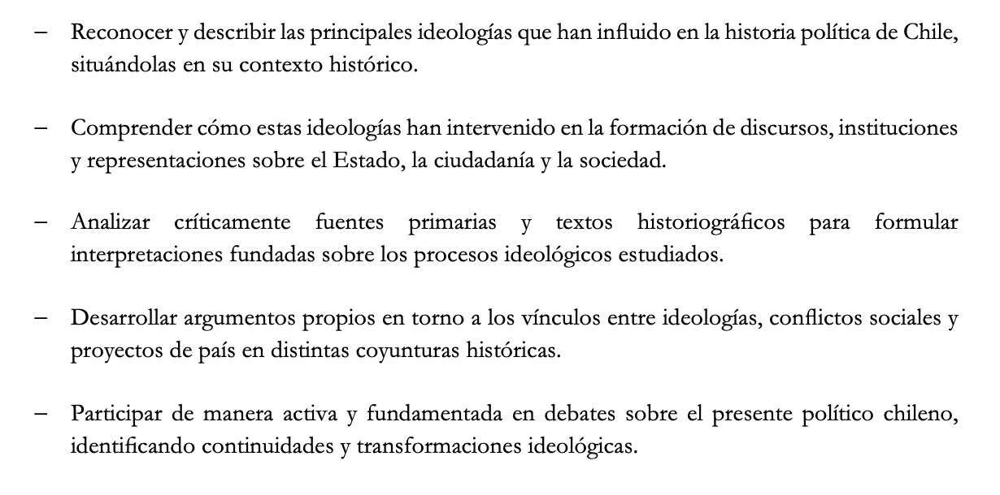 – Reconocer y describir las principales ideologías que han influido en la historia política de Chile,
situándolas en su contexto histórico.
– Comprender cómo estas ideologías han intervenido en la formación de discursos, instituciones
y representaciones sobre el Estado, la ciudadanía y la sociedad.
– Analizar críticamente fuentes primarias y textos historiográficos para formular
interpretaciones fundadas sobre los procesos ideológicos estudiados.
– Desarrollar argumentos propios en torno a los vínculos entre ideologías, conflictos sociales y
proyectos de país en distintas coyunturas históricas.
– Participar de manera activa y fundamentada en debates sobre el presente político chileno,
identificando continuidades y transformaciones ideológicas.